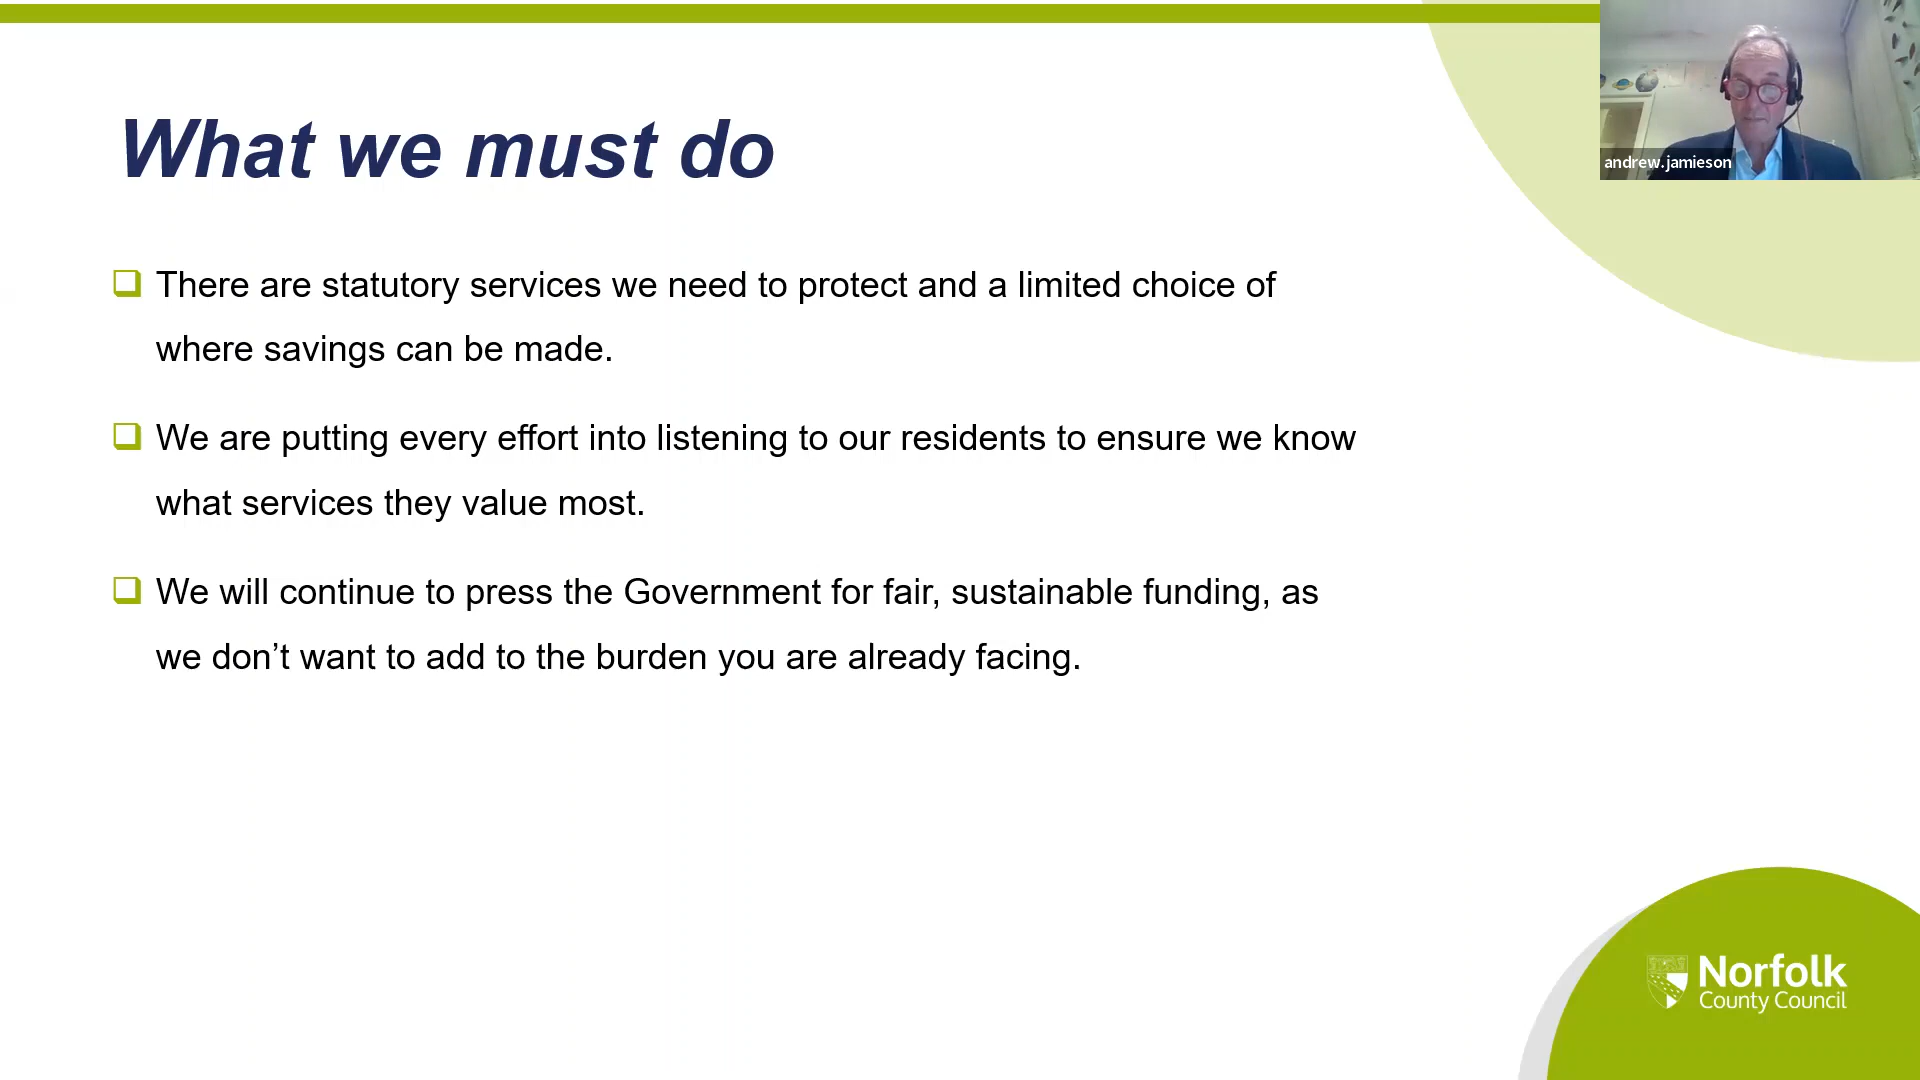 What we must do
There are statutory services we need to protect and a limited choice of
where savings can be made.
We are putting every effort into listening to our residents to ensure we know
what services they value most.
We will continue to press the Government for fair, sustainable funding, as
we don’t want to add to the burden you are already facing.
andrew.jamieson
Norfolk
County Council